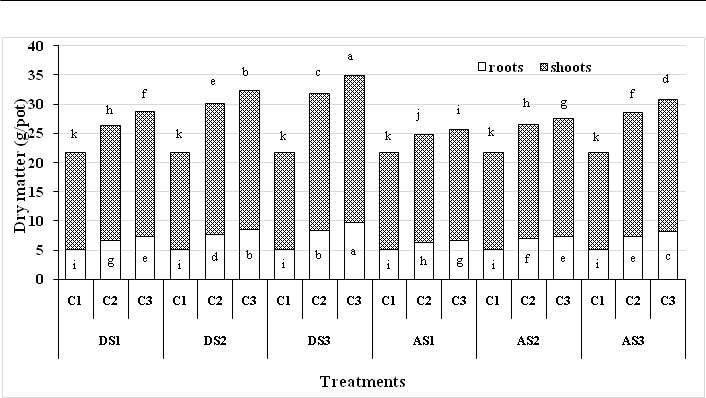 40
35
30
25
20
15
10
5
0
Dry matter (g/pot)
roots shoots
k h f k e b k c a k j i k h g k f d
i g e i d b i b a i h g i f e i e c
C1 C2 C3 C1 C2 C3 C1 C2 C3 C1 C2 C3 C1 C2 C3 C1 C2 C3
DS1 DS2 DS3 AS1 AS2 AS3
Treatments